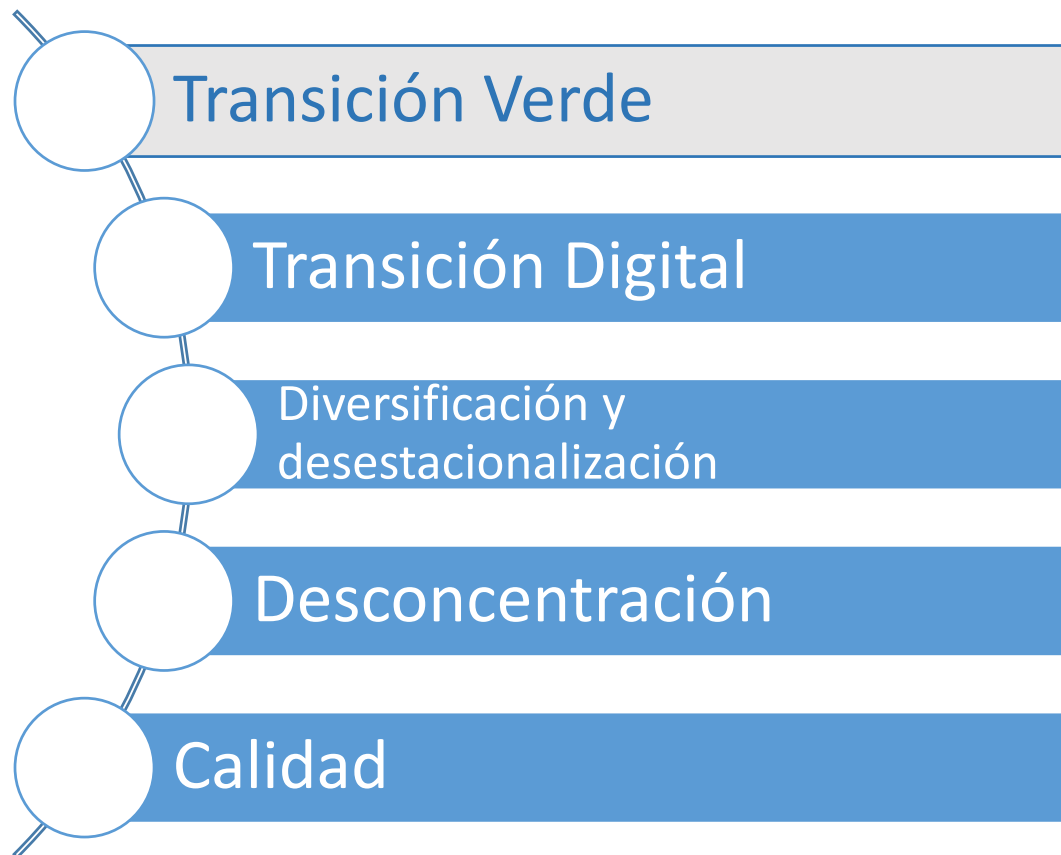 Transición Verde
Transición Digital
Diversificación y
desestacionalización
Desconcentración
Calidad